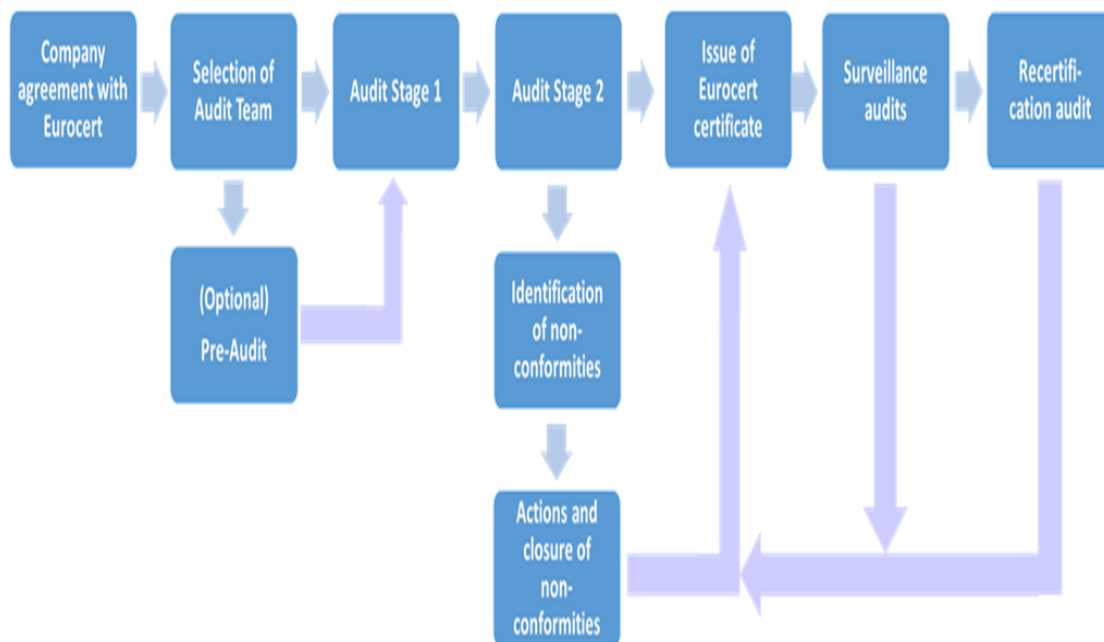 Company
agreement with
Eurocert
Selection of
Audit Team
Audit Stage 1
Audit Stage 2
Issue of
Eurocert
certificate
Surveillance
audits
Recertifi-
cation audit
(Optional)
Pre-Audit
Identification
of non-
conformities
Actions and
closure of
non-
conformities